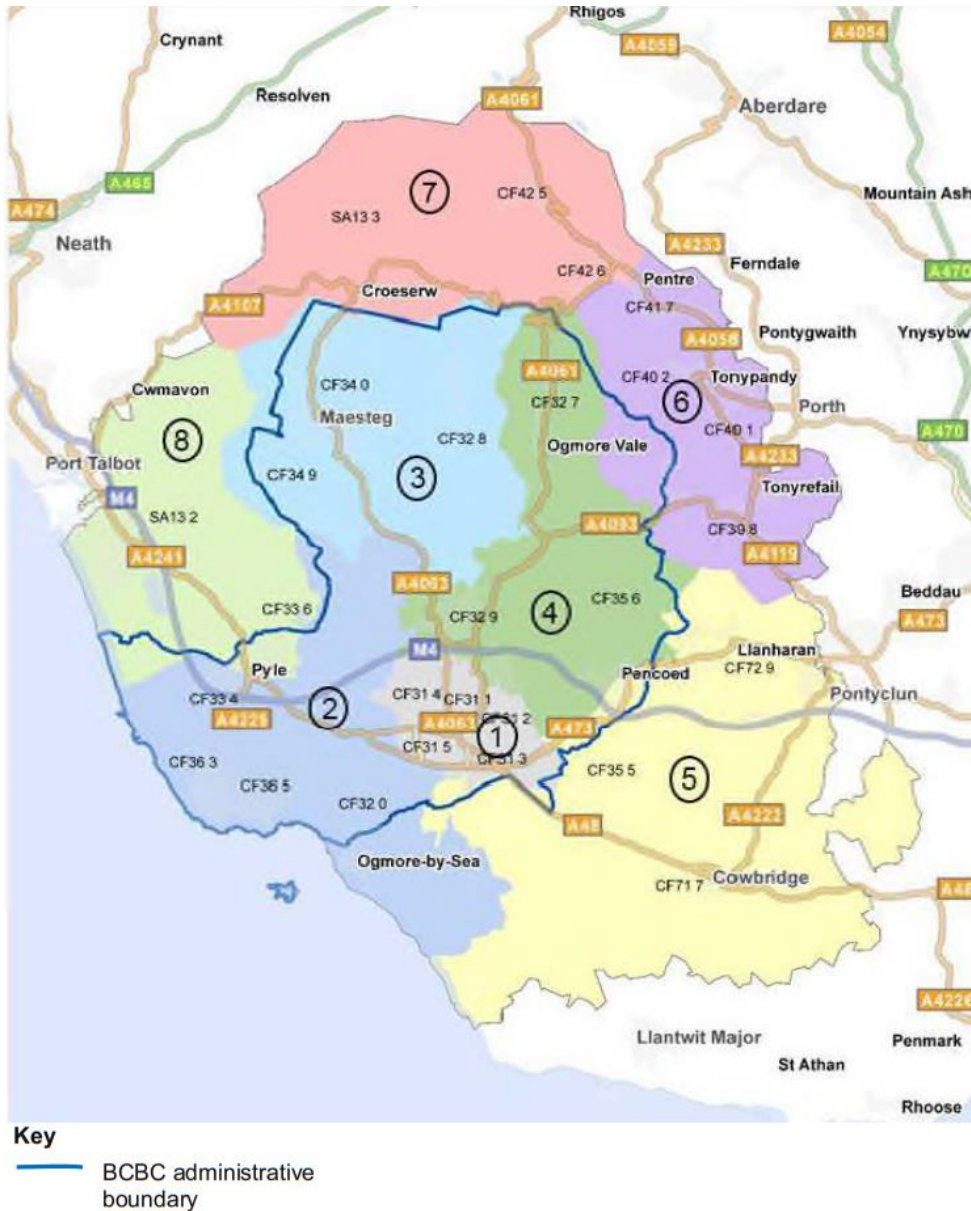 Rhigos
Crynant
A4059
A4054
A4061
Resolven
Aberdare
A465
CF42 5
Mountain Ash
A474
SA13 3
7
Neath
A4233
Ferndale
A470
CF42 6
Pentre
Croeserw
A4107
CF41 7
Pontygwaith
Ynysybw
A4058
A4061
CF34 0
CF40 2
Tonypandy
Cwmavon
CF32 7
6
Porth
Maesteg
CF40 1
A470
8
CF32 8
Ogmore Vale
A4233
Port Talbot
3
CF34 9
Tonyrefail
M4
SA13 2
A4093
CF39 8
A4241
A4119
A4063
Beddau
CF33 6
CF32 9
4
CF35 6
A473
M4
Llanharan
Pyle
CF72 9
Pencoed
CF33 4
CF31 4
CF31 1
Pontyclun
2
A4229
A4063
CF31 2
A473
1
CF31 5
CF31 3
CF36 3
CF35 5
5
CF36 5
CF32 0
A48
A4222
Ogmore-by-Sea
CF71 7
Cowbridge
A48
A4226
Llantwit Major
Penmark
St Athan
Rhoose
Key
BCBC administrative
boundary